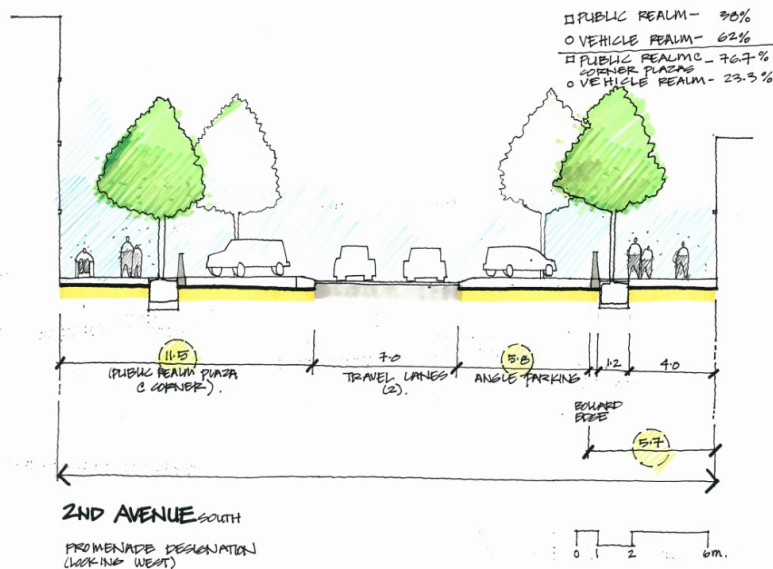 □ PUBLIC REALM - 38%
○ VEHICLE REALM - 62%
□ PUBLIC REALM C CORNER PLAZAS - 76.7%
○ VEHICLE REALM - 23.3%
11.5
(PUBLIC REALM PLAZA
C CORNER).
7.0
TRAVEL LANES
(2).
5.8
ANGLE PARKING
1.2
4.0
BOLLARD
EDGE
5.7
2ND AVENUE SOUTH
PROMENADE DESIGNATION
(LOOKING WEST)
0 1 2 6m.